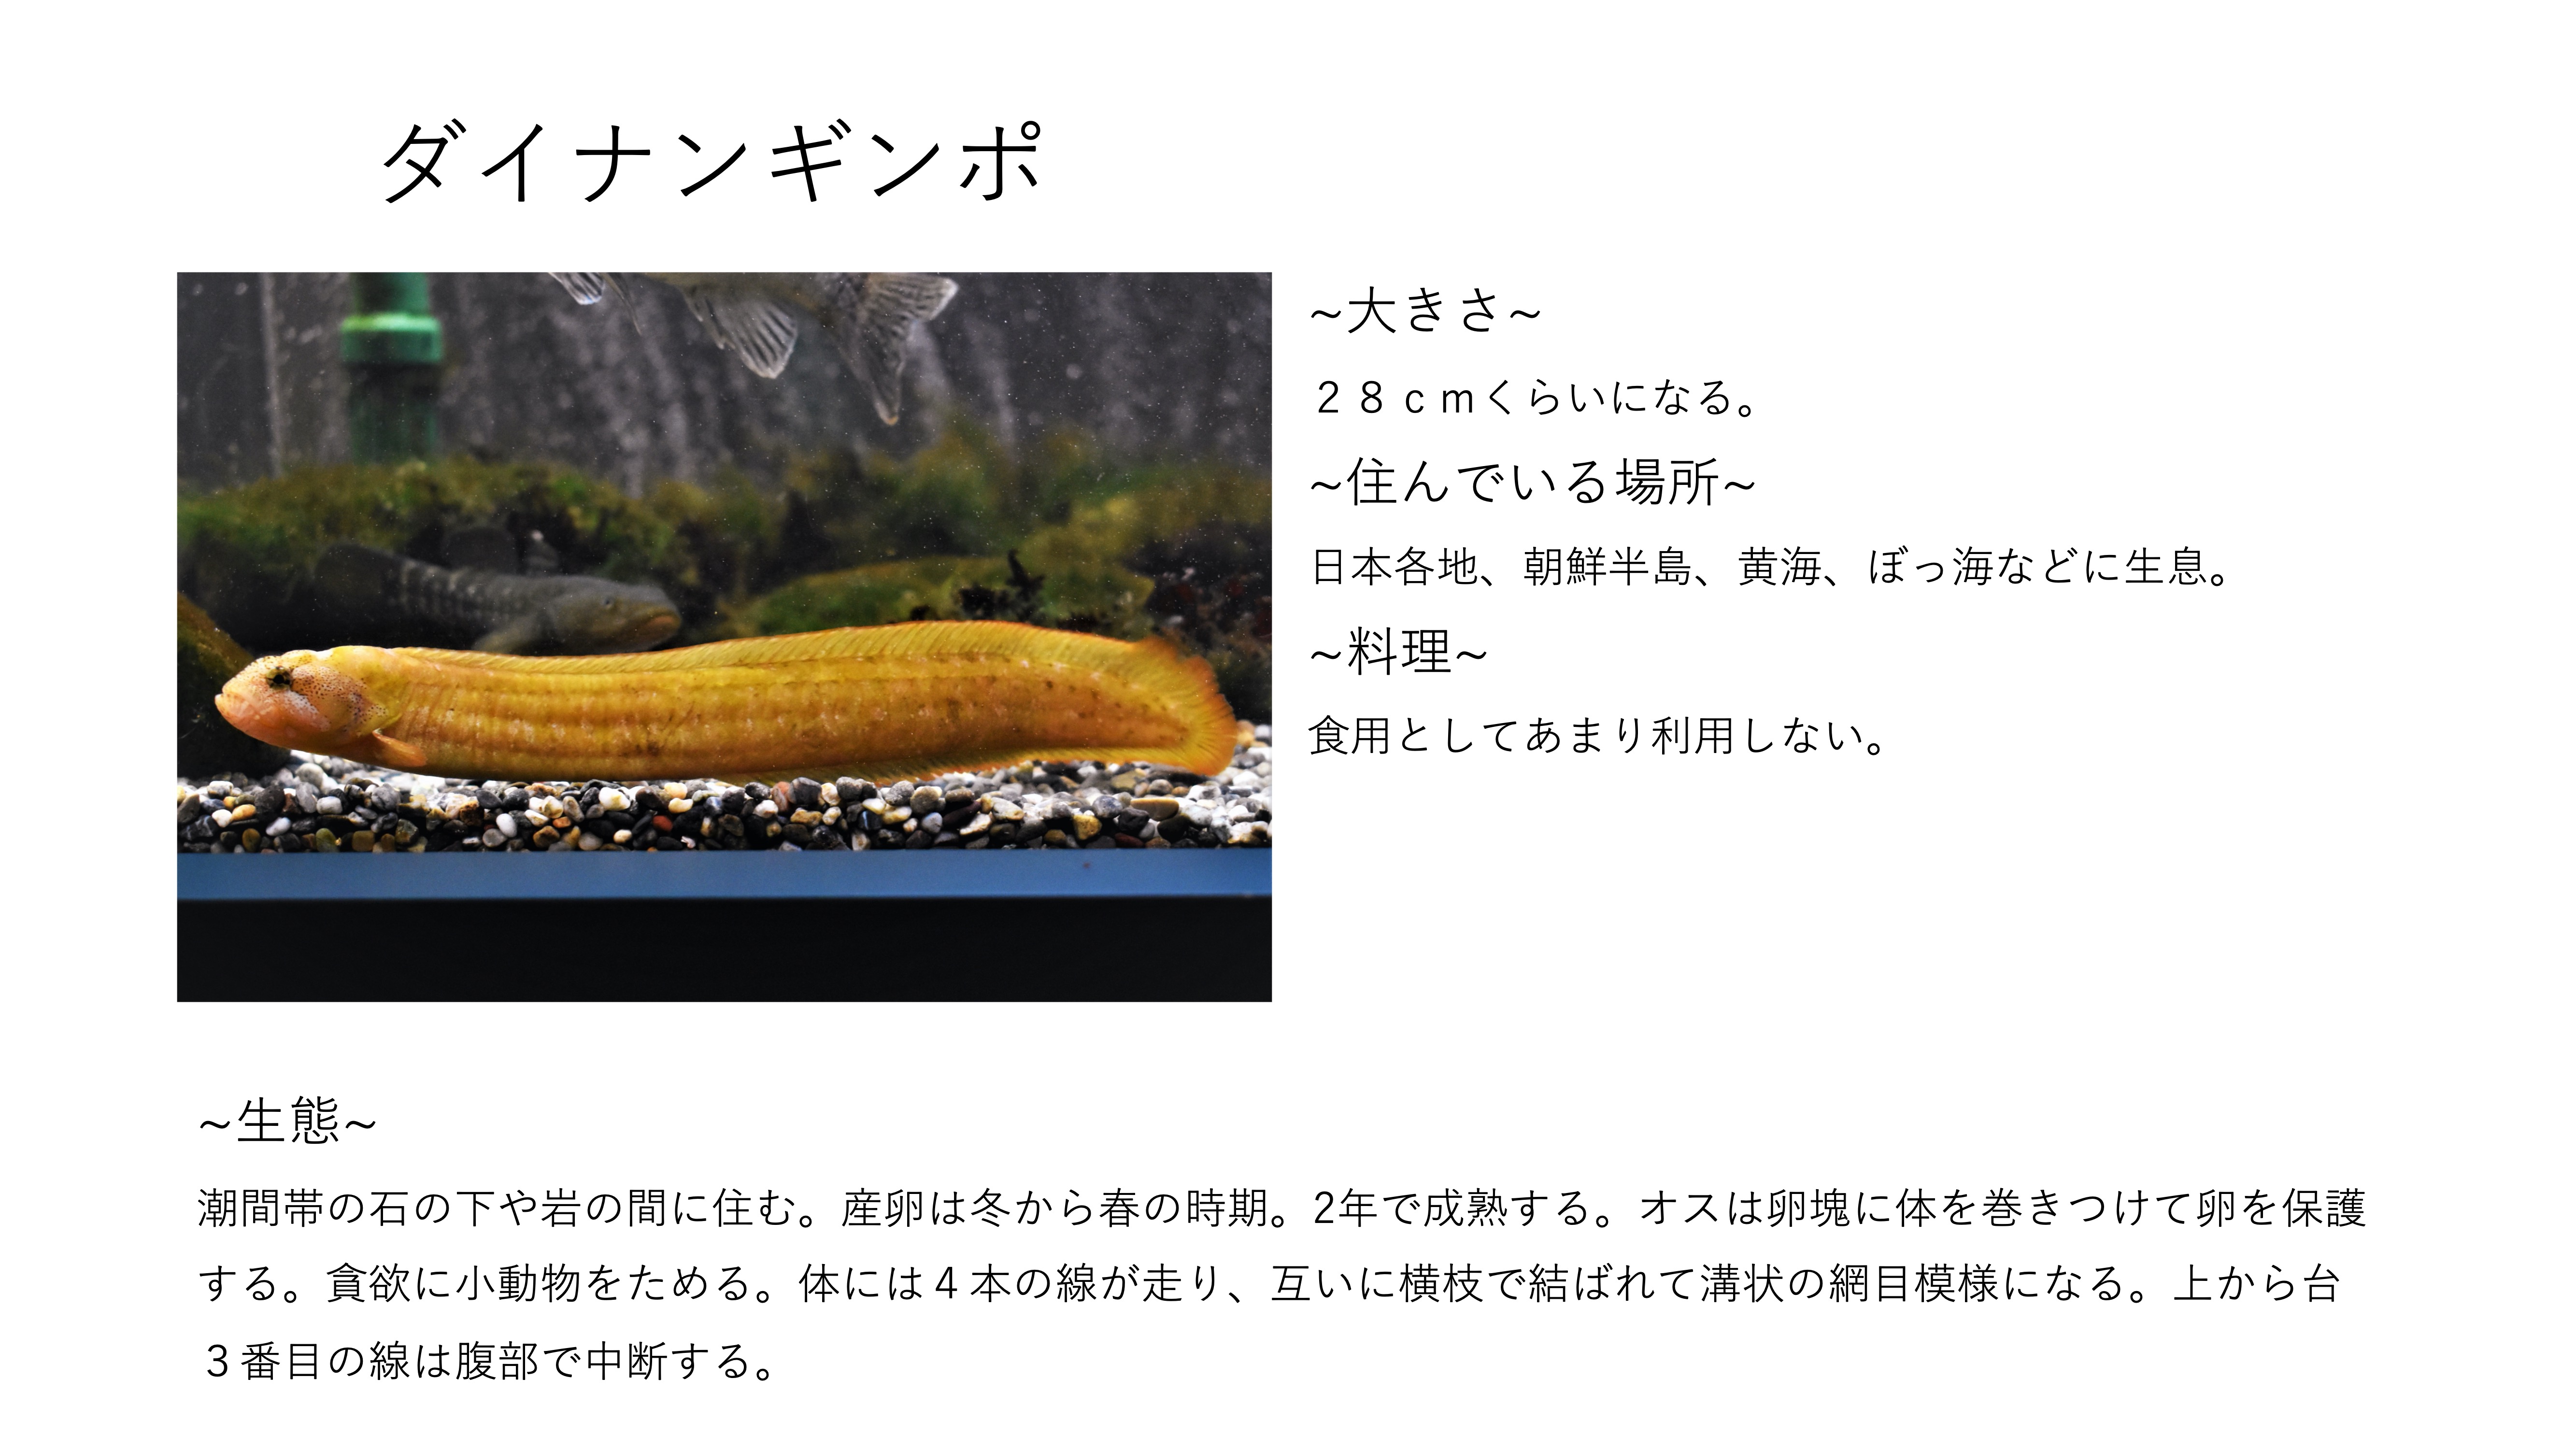 ダイナンギンポ
~大きさ~
２８ｃｍくらいになる。
~住んでいる場所~
日本各地、朝鮮半島、黄海、ぼっ海などに生息。
~料理~
食用としてあまり利用しない。
~生態~
潮間帯の石の下や岩の間に住む。産卵は冬から春の時期。2年で成熟する。オスは卵塊に体を巻きつけて卵を保護
する。貪欲に小動物をためる。体には４本の線が走り、互いに横枝で結ばれて溝状の網目模様になる。上から台
３番目の線は腹部で中断する。